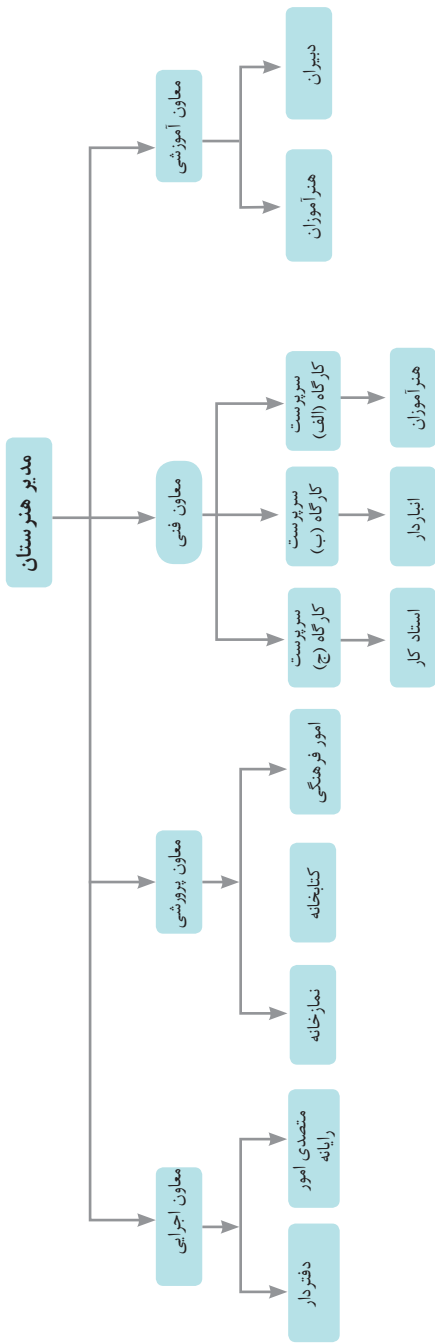 مدیر هنرستان
معاون آموزشی
معاون فنی
معاون پرورشی
معاون اجرایی
دبیران
هنرآموزان
سرپرست
کارگاه (الف)
سرپرست
کارگاه (ب)
سرپرست
کارگاه (ج)
امور فرهنگی
کتابخانه
نمازخانه
متصدی امور
رایانه
دفتردار
هنرآموزان
انباردار
استاد کار